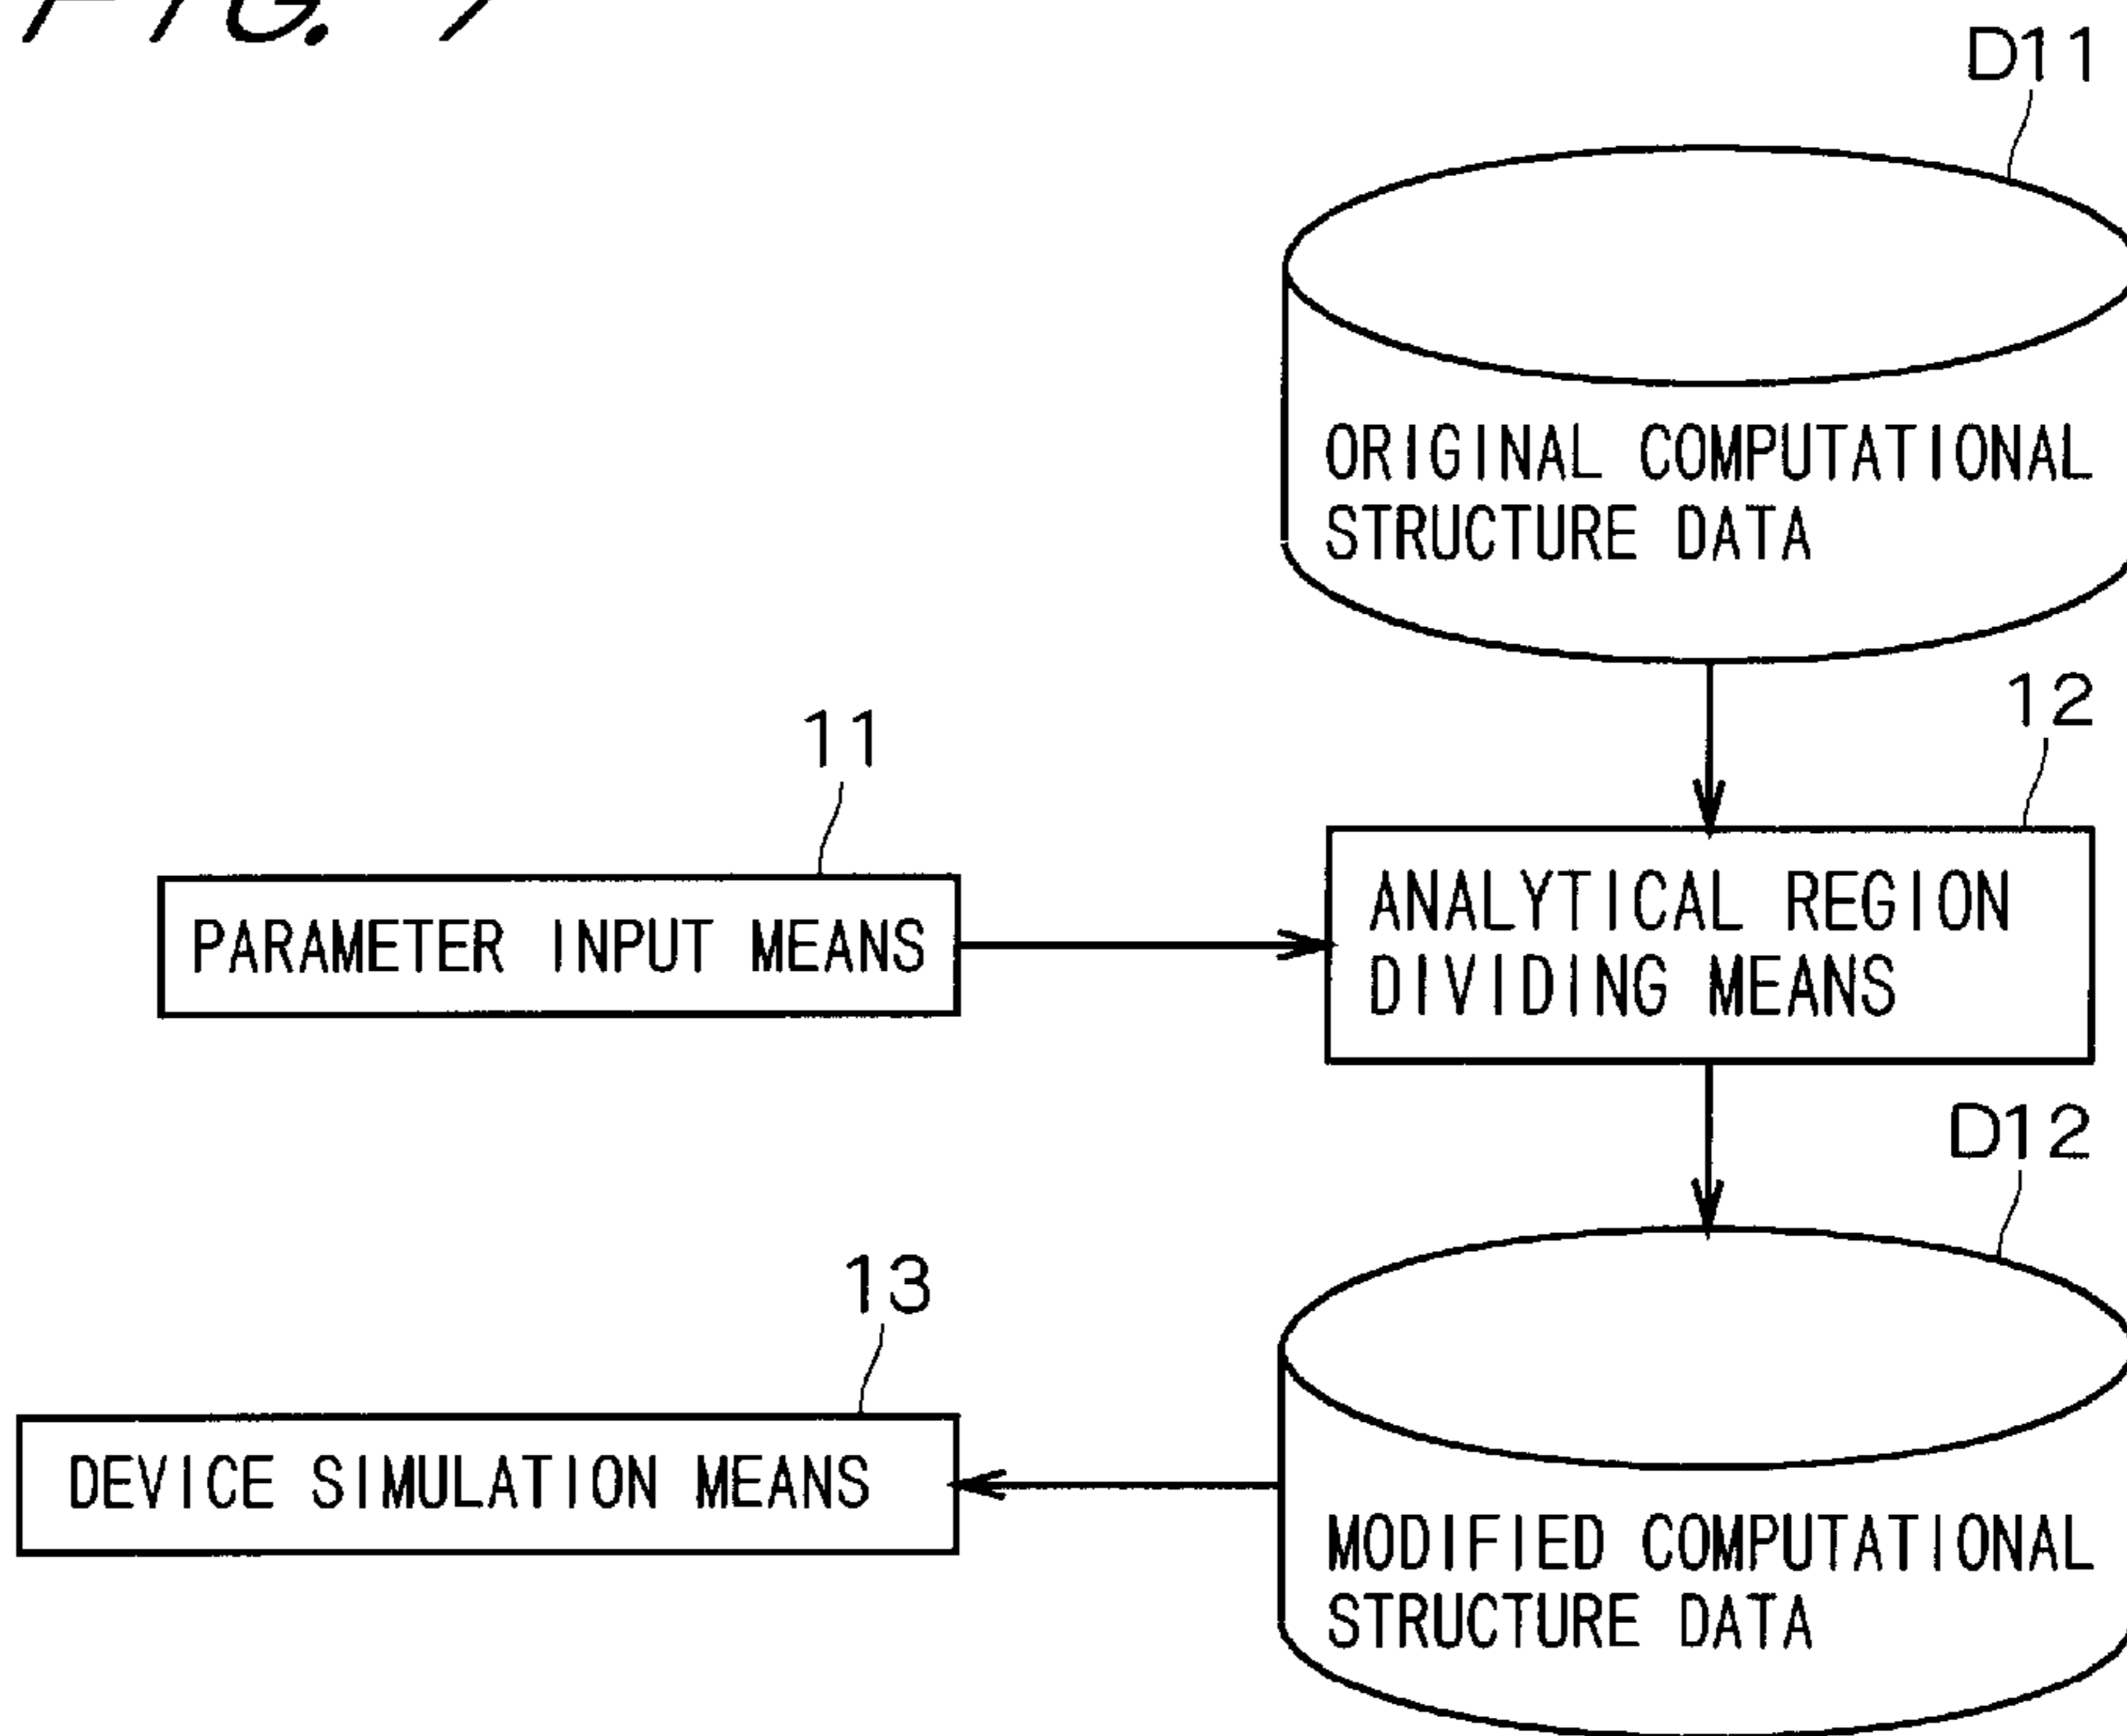 FIG.
D11
ORIGINAL COMPUTATIONAL
STRUCTURE DATA
12
11
ANALYTICAL REGION
DIVIDING MEANS
PARAMETER INPUT MEANS
D12
13
DEVICE SIMULATION MEANS
MODIFIED COMPUTATIONAL
STRUCTURE DATA